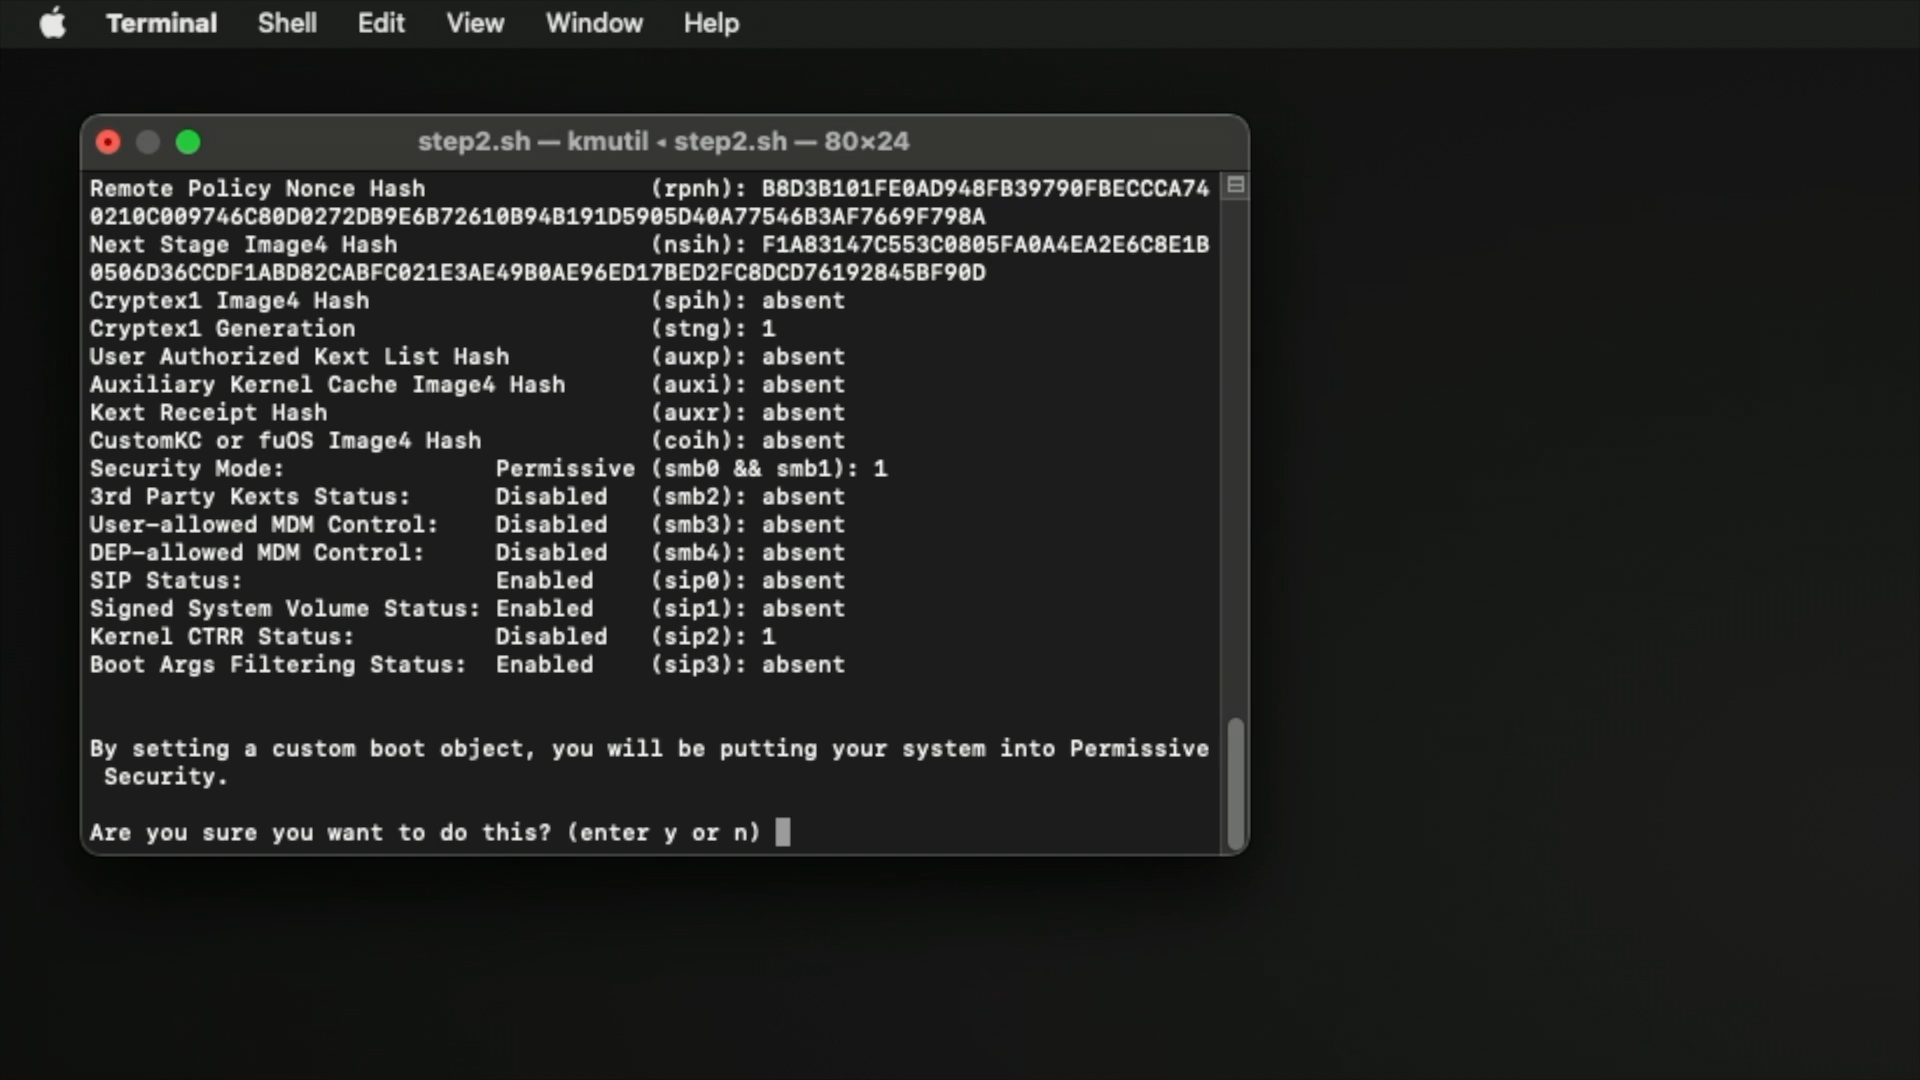 Terminal Shell Edit View Window Help
step2.sh — kmutil ◂ step2.sh — 80×24
Remote Policy Nonce Hash (rpnh): B8D3B101FE0AD948FB39790FBECCCA74
0210C009746C80D0272DB9E6B72610B94B191D5905D40A77546B3AF7669F798A
Next Stage Image4 Hash (nsih): F1A83147C553C0805FA0A4EA2E6C8E1B
0506D36CCDF1ABD82CABFC021E3AE49B0AE96ED17BED2FC8DCD76192845BF90D
Cryptex1 Image4 Hash (spih): absent
Cryptex1 Generation (stng): 1
User Authorized Kext List Hash (auxp): absent
Auxiliary Kernel Cache Image4 Hash (auxi): absent
Kext Receipt Hash (auxr): absent
CustomKC or fuOS Image4 Hash (coih): absent
Security Mode: Permissive (smb0 && smb1): 1
3rd Party Kexts Status: Disabled (smb2): absent
User-allowed MDM Control: Disabled (smb3): absent
DEP-allowed MDM Control: Disabled (smb4): absent
SIP Status: Enabled (sip0): absent
Signed System Volume Status: Enabled (sip1): absent
Kernel CTRR Status: Disabled (sip2): 1
Boot Args Filtering Status: Enabled (sip3): absent
By setting a custom boot object, you will be putting your system into Permissive
Security.
Are you sure you want to do this? (enter y or n)